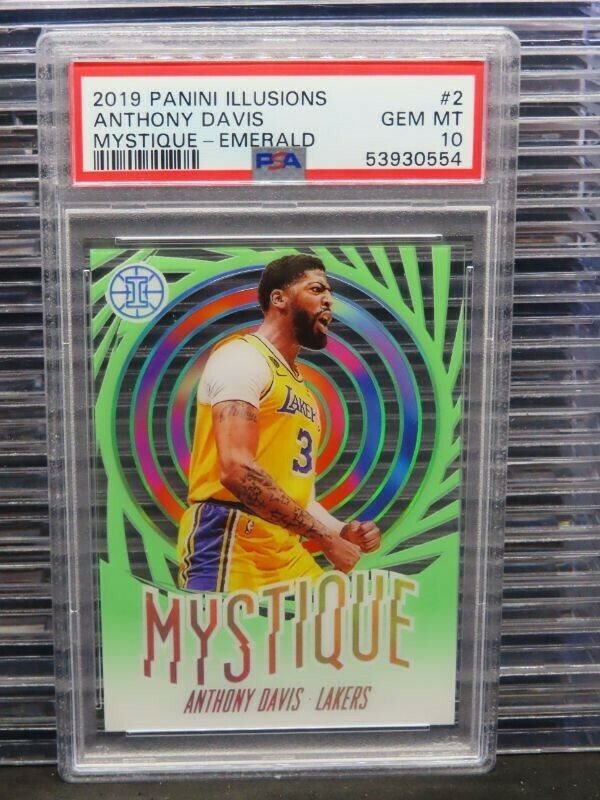 2019 PANINI ILLUSIONS #2
ANTHONY DAVIS GEM MT
MYSTIQUE - EMERALD 10
PSA 53930554
I
LAKERS
3
MYSTIQUE
ANTHONY DAVIS · LAKERS